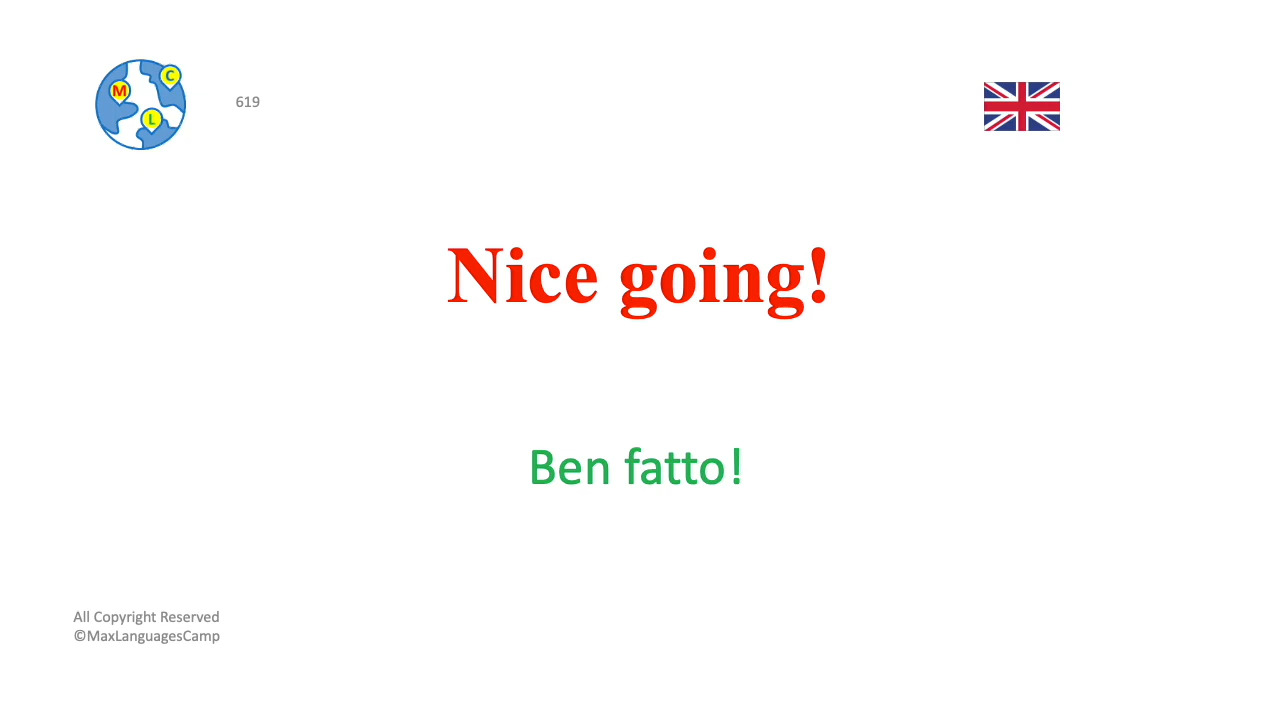 M
C
L
619
Nice going!
Ben fatto!
All Copyright Reserved
©MaxLanguagesCamp